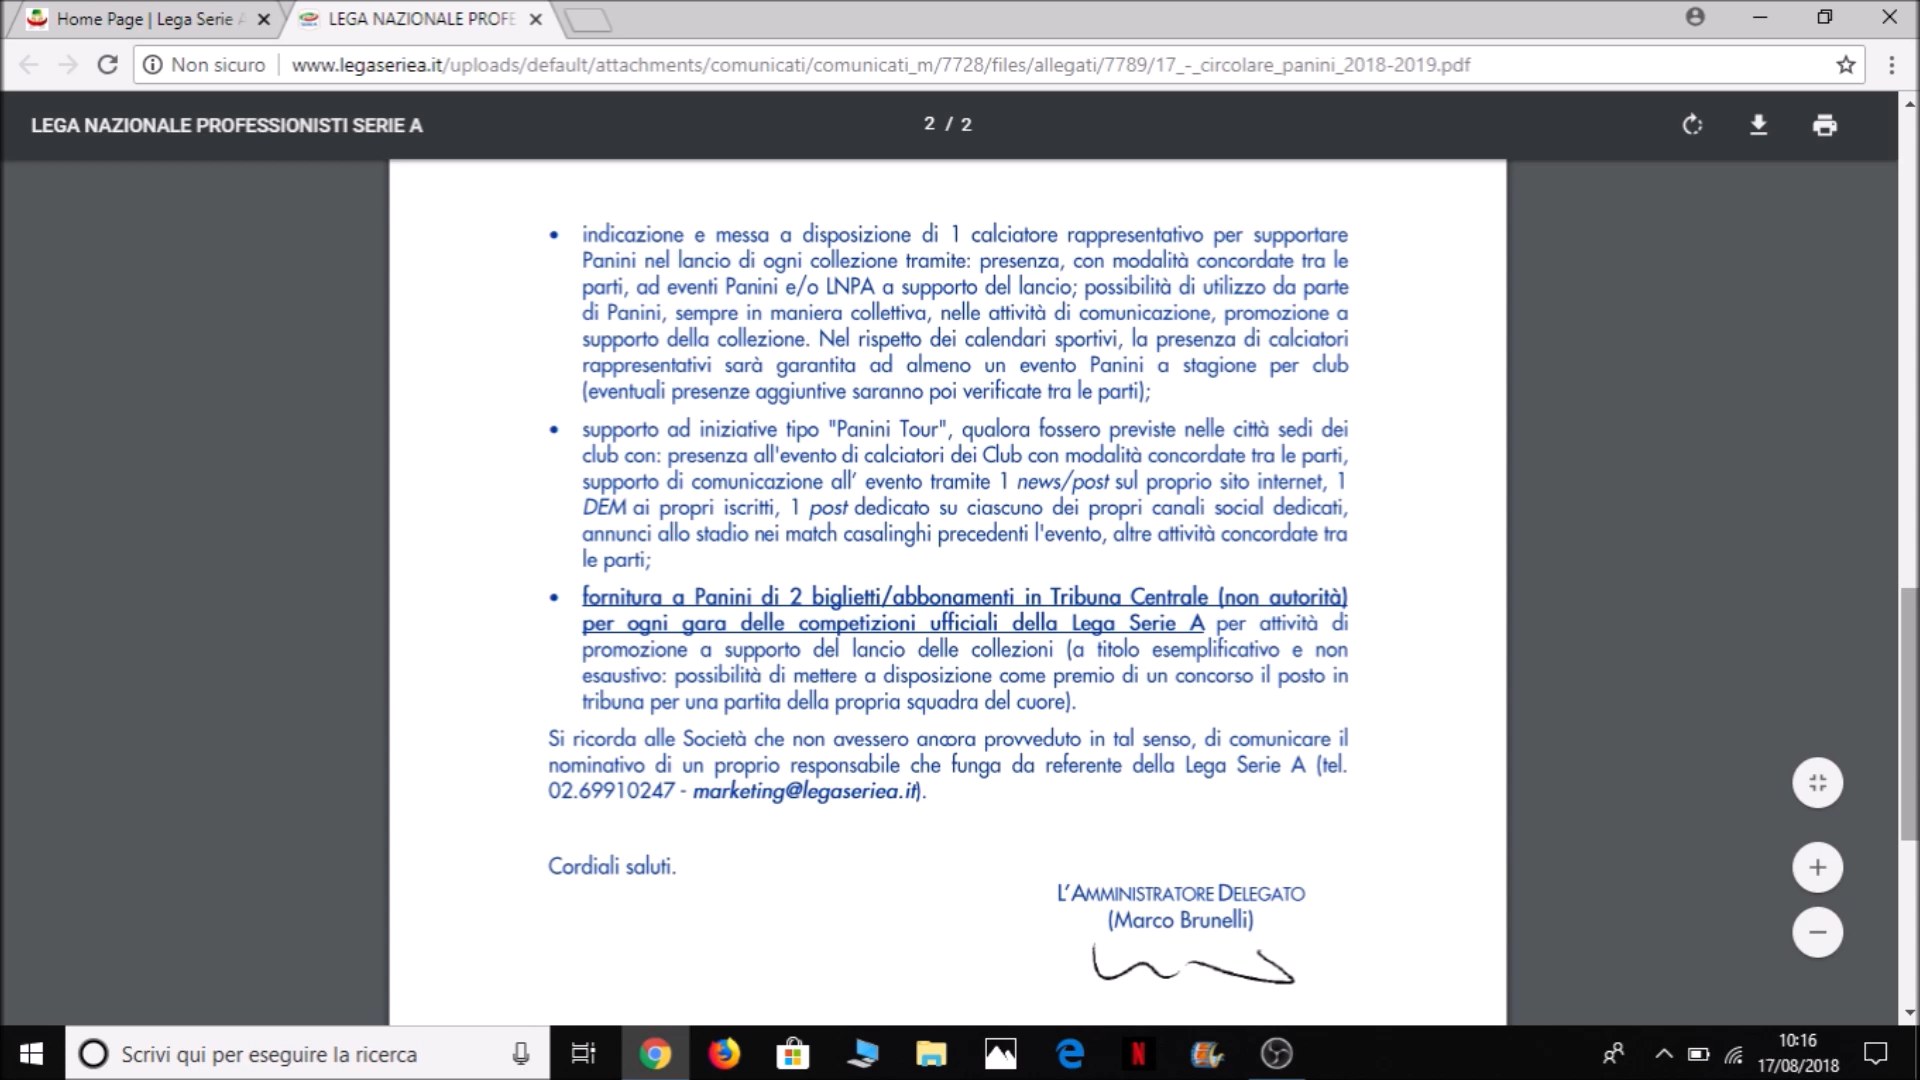 Home Page | Lega Serie A
LEGA NAZIONALE PROFE
Non sicuro
www.legaseriea.it/uploads/default/attachments/comunicati/comunicati_m/7728/files/allegati/7789/17_-_circolare_panini_2018-2019.pdf
LEGA NAZIONALE PROFESSIONISTI SERIE A
2 / 2
• indicazione e messa a disposizione di 1 calciatore rappresentativo per supportare
Panini nel lancio di ogni collezione tramite: presenza, con modalità concordate tra le
parti, ad eventi Panini e/o LNPA a supporto del lancio; possibilità di utilizzo da parte
di Panini, sempre in maniera collettiva, nelle attività di comunicazione, promozione a
supporto della collezione. Nel rispetto dei calendari sportivi, la presenza di calciatori
rappresentativi sarà garantita ad almeno un evento Panini a stagione per club
(eventuali presenze aggiuntive saranno poi verificate tra le parti);
• supporto ad iniziative tipo "Panini Tour", qualora fossero previste nelle città sedi dei
club con: presenza all'evento di calciatori dei Club con modalità concordate tra le parti,
supporto di comunicazione all' evento tramite 1 news/post sul proprio sito internet, 1
DEM ai propri iscritti, 1 post dedicato su ciascuno dei propri canali social dedicati,
annunci allo stadio nei match casalinghi precedenti l'evento, altre attività concordate tra
le parti;
• fornitura a Panini di 2 biglietti/abbonamenti in Tribuna Centrale (non autorità)
per ogni gara delle competizioni ufficiali della Lega Serie A per attività di
promozione a supporto del lancio delle collezioni (a titolo esemplificativo e non
esaustivo: possibilità di mettere a disposizione come premio di un concorso il posto in
tribuna per una partita della propria squadra del cuore).
Si ricorda alle Società che non avessero ancora provveduto in tal senso, di comunicare il
nominativo di un proprio responsabile che funga da referente della Lega Serie A (tel.
02.69910247 - marketing@legaseriea.it).
Cordiali saluti.
L'AMMINISTRATORE DELEGATO
(Marco Brunelli)
Scrivi qui per eseguire la ricerca
10:16
17/08/2018